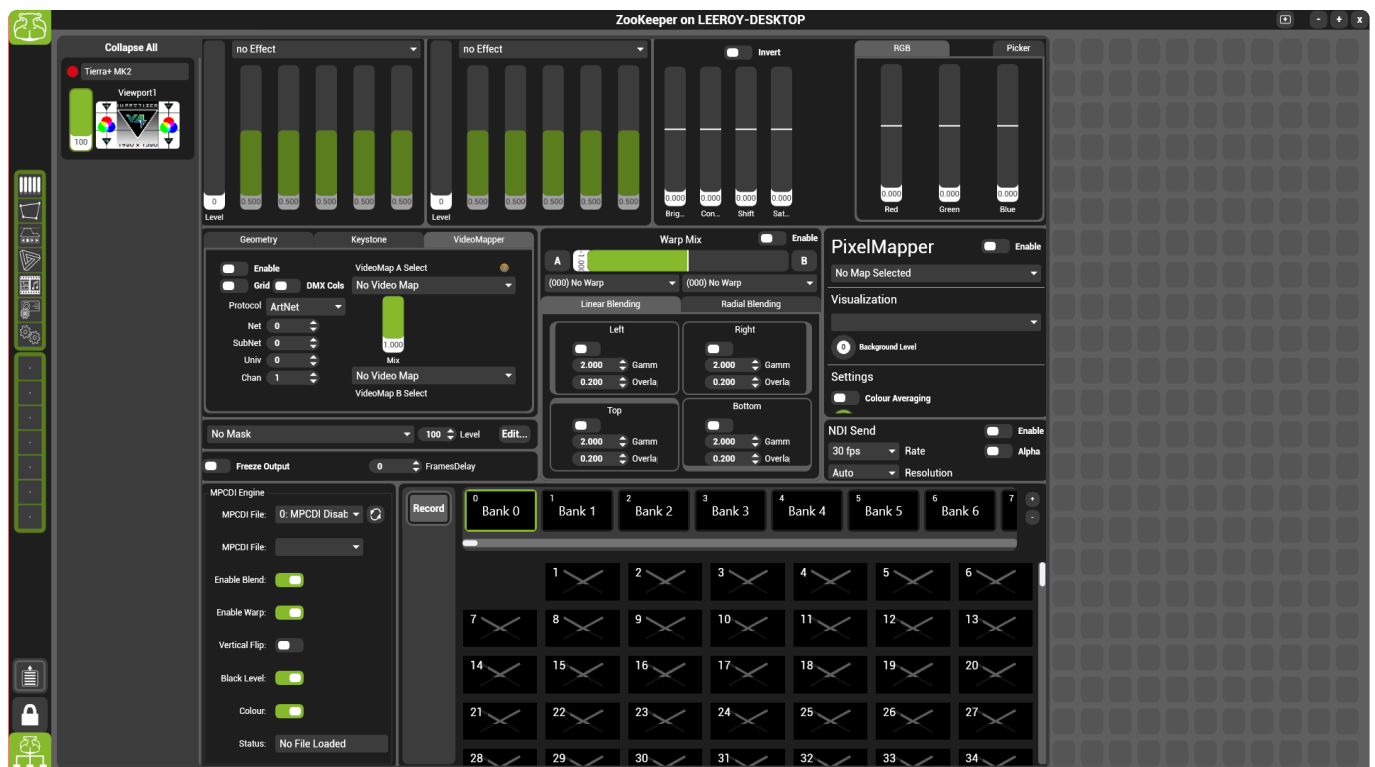 ZooKeeper on LEEROY-DESKTOP
Collapse All
Tierra+ MK2
Viewport1
100
no Effect
0
0.500 0.500 0.500 0.500 0.500
Level
no Effect
0
0.500 0.500 0.500 0.500 0.500
Level
Invert
0.000 0.000 0.000 0.000
Brig... Con... Shift Sat...
RGB Picker
0.000 0.000 0.000
Red Green Blue
Geometry Keystone VideoMapper
Enable
Grid DMX Cols
Protocol ArtNet
Net 0
SubNet 0
Univ 0
Chan 1
VideoMap A Select
No Video Map
1.000
Mix
No Video Map
VideoMap B Select
No Mask 100 Level Edit...
Freeze Output 0 FramesDelay
Warp Mix Enable
A -1.000 B
(000) No Warp (000) No Warp
Linear Blending Radial Blending
Left
2.000 Gamm
0.200 Overla
Right
2.000 Gamm
0.200 Overla
Top
2.000 Gamm
0.200 Overla
Bottom
2.000 Gamm
0.200 Overla
PixelMapper Enable
No Map Selected
Visualization
0 Background Level
Settings
Colour Averaging
NDI Send Enable
30 fps Rate Alpha
Auto Resolution
MPCDI Engine
MPCDI File: 0: MPCDI Disab
MPCDI File:
Enable Blend:
Enable Warp:
Vertical Flip:
Black Level:
Colour:
Status: No File Loaded
Record
0 1 2 3 4 5 6 7 +
Bank 0 Bank 1 Bank 2 Bank 3 Bank 4 Bank 5 Bank 6 -
1 2 3 4 5 6
7 8 9 10 11 12 13
14 15 16 17 18 19 20
21 22 23 24 25 26 27
28 29 30 31 32 33 34